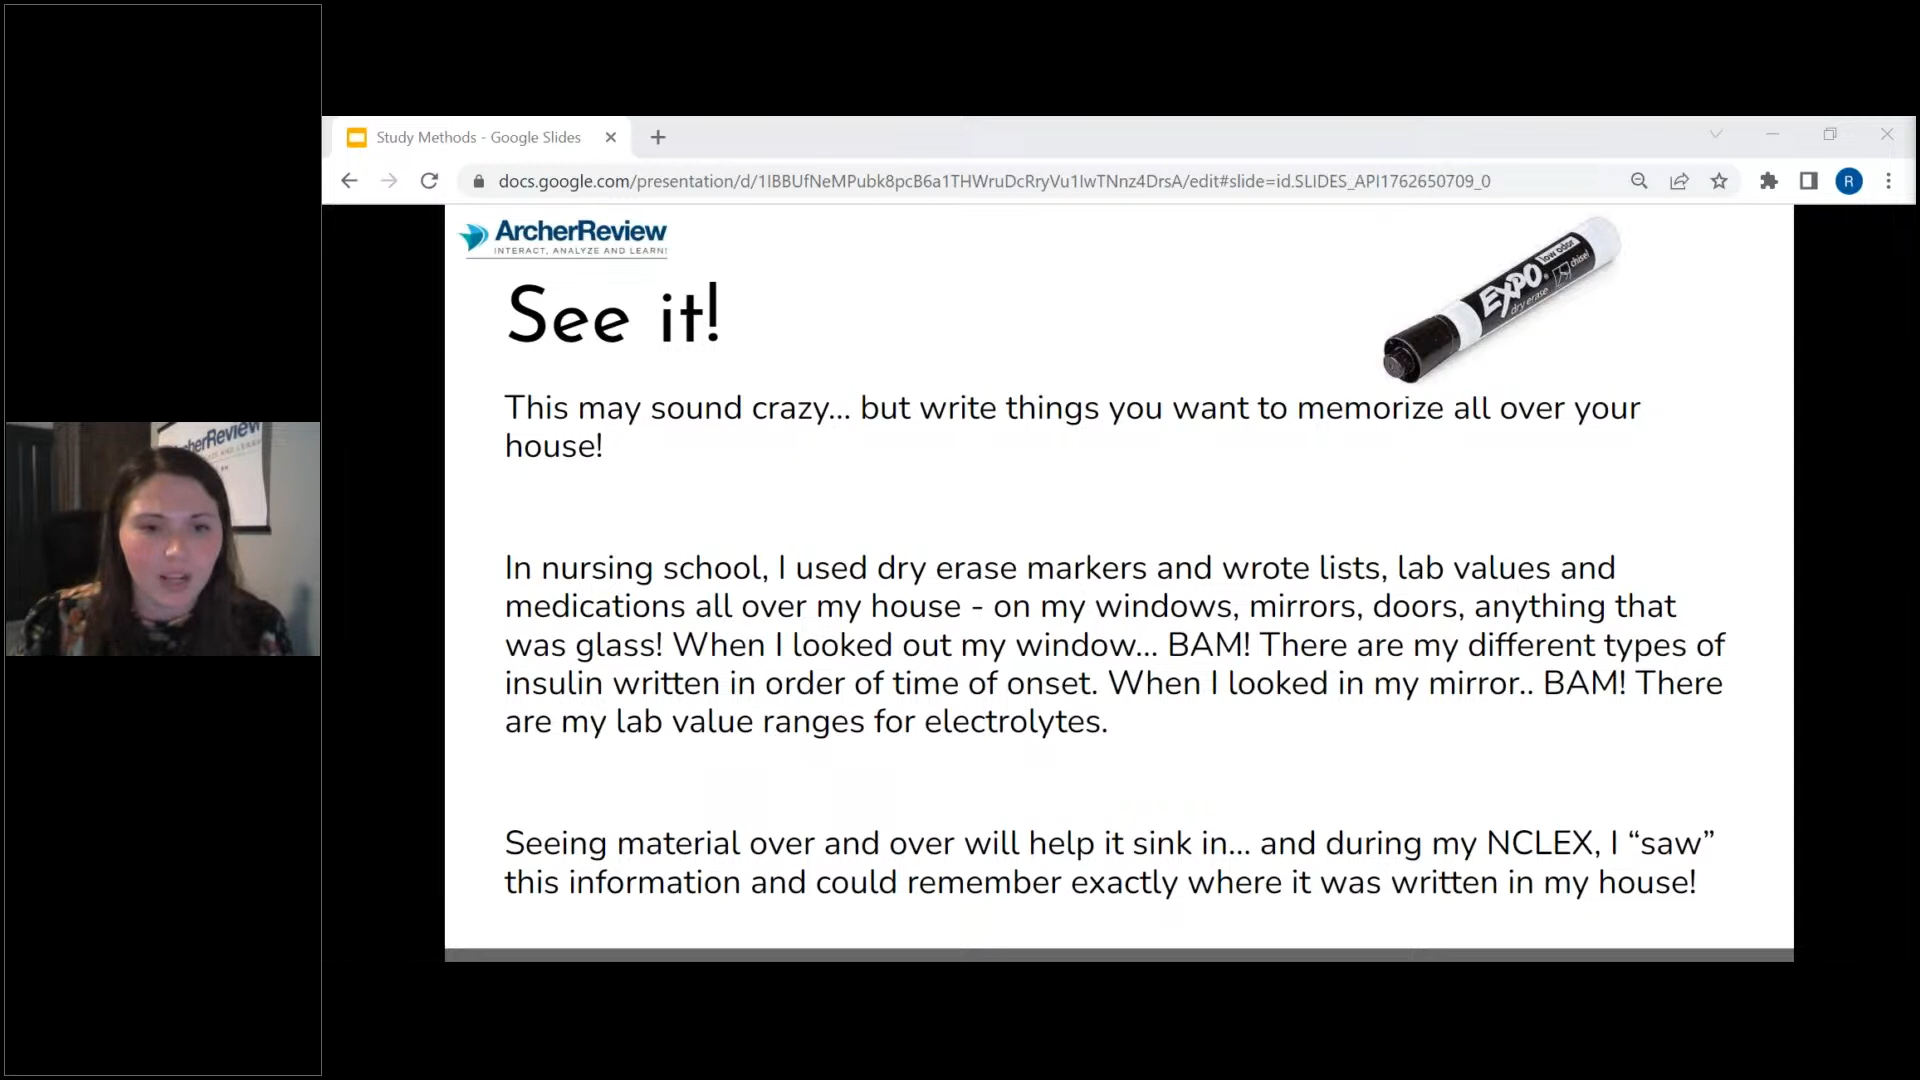 Study Methods - Google Slides
docs.google.com/presentation/d/1IBBUfNeMPubk8pcB6a1THWruDcRryVu1IwTNnz4DrsA/edit#slide=id.SLIDES_API1762650709_0
R
ArcherReview
INTERACT, ANALYZE AND LEARN!
EXPO
low odor
dry erase
chisel
See it!
This may sound crazy... but write things you want to memorize all over your
house!
In nursing school, I used dry erase markers and wrote lists, lab values and
medications all over my house - on my windows, mirrors, doors, anything that
was glass! When I looked out my window... BAM! There are my different types of
insulin written in order of time of onset. When I looked in my mirror.. BAM! There
are my lab value ranges for electrolytes.
Seeing material over and over will help it sink in... and during my NCLEX, I “saw”
this information and could remember exactly where it was written in my house!